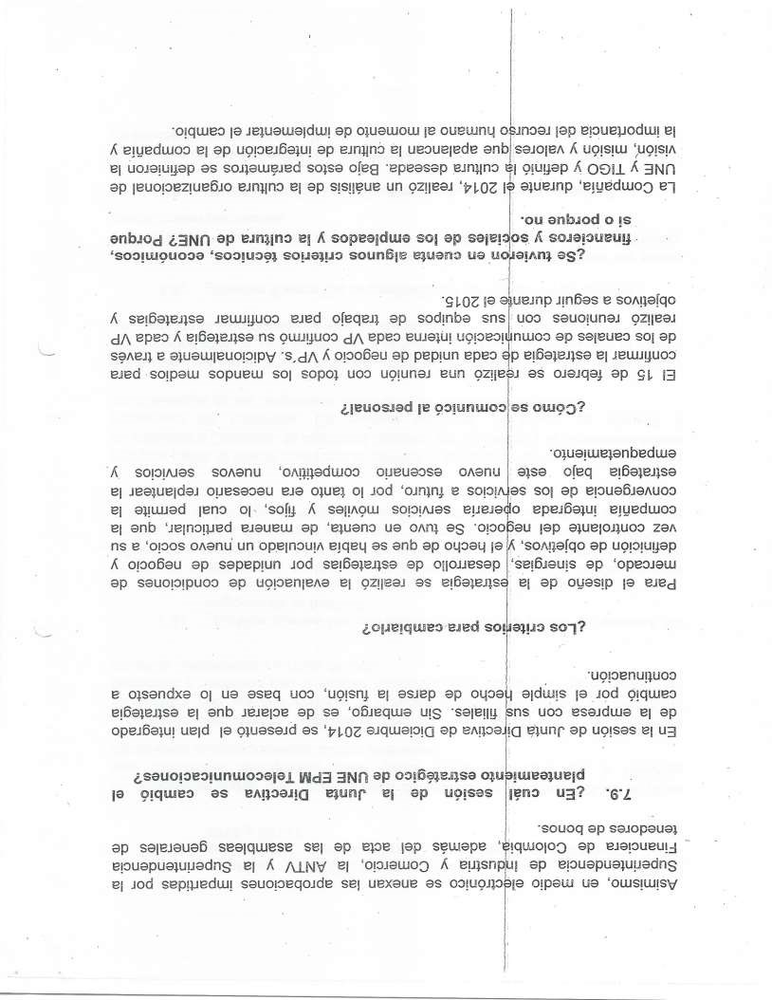 Asimismo, en medio electrónico se anexan las aprobaciones impartidas por la
Superintendencia de Industria y Comercio, la ANTV y la Superintendencia
Financiera de Colombia, además del acta de las asambleas generales de
tenedores de bonos.
7.9. ?En cuál sesión de la Junta Directiva se cambió el
planteamiento estratégico de UNE EPM Telecomunicaciones?
En la sesión de Junta Directiva de Diciembre 2014, se presentó el plan integrado
de la empresa con sus filiales. Sin embargo, es de aclarar que la estrategia
cambió por el simple hecho de darse la fusión, con base en lo expuesto a
continuación.
?Los criterios para cambiarlo?
Para el diseño de la estrategia se realizó la evaluación de condiciones de
mercado, de sinergias, desarrollo de estrategias por unidades de negocio y
definición de objetivos, y el hecho de que se había vinculado un nuevo socio, a su
vez controlante del negocio. Se tuvo en cuenta, de manera particular, que la
compañía integrada operaría servicios móviles y fijos, lo cual permite la
convergencia de los servicios a futuro, por lo tanto era necesario replantear la
estrategia bajo este nuevo escenario competitivo, nuevos servicios y
empaquetamiento.
?Cómo se comunicó al personal?
El 15 de febrero se realizó una reunión con todos los mandos medios para
confirmar la estrategia de cada unidad de negocio y VP´s. Adicionalmente a través
de los canales de comunicación interna cada VP confirmó su estrategia y cada VP
realizó reuniones con sus equipos de trabajo para confirmar estrategias y
objetivos a seguir durante el 2015.
?Se tuvieron en cuenta algunos criterios técnicos, económicos,
financieros y sociales de los empleados y la cultura de UNE? Porque
si o porque no.
La Compañía, durante el 2014, realizó un análisis de la cultura organizacional de
UNE y TIGO y definió la cultura deseada. Bajo estos parámetros se definieron la
visión, misión y valores que apalancan la cultura de integración de la compañía y
la importancia del recurso humano al momento de implementar el cambio.